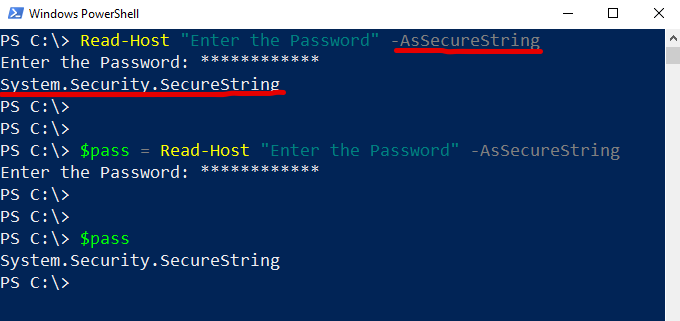 Windows PowerShell
PS C:\> Read-Host "Enter the Password" -AsSecureString
Enter the Password: ************
System.Security.SecureString
PS C:\>
PS C:\>
PS C:\> $pass = Read-Host "Enter the Password" -AsSecureString
Enter the Password: ************
PS C:\>
PS C:\>
PS C:\> $pass
System.Security.SecureString
PS C:\>